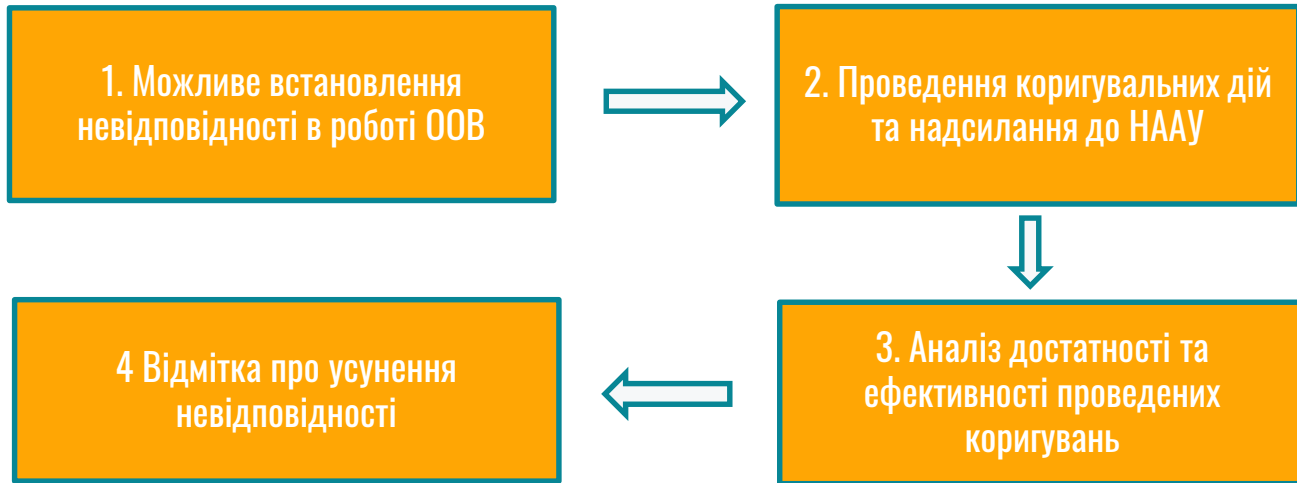 1. Можливе встановлення
невідповідності в роботі ООВ
2. Проведення коригувальних дій
та надсилання до НААУ
3. Аналіз достатності та
ефективності проведених
коригувань
4 Відмітка про усунення
невідповідності